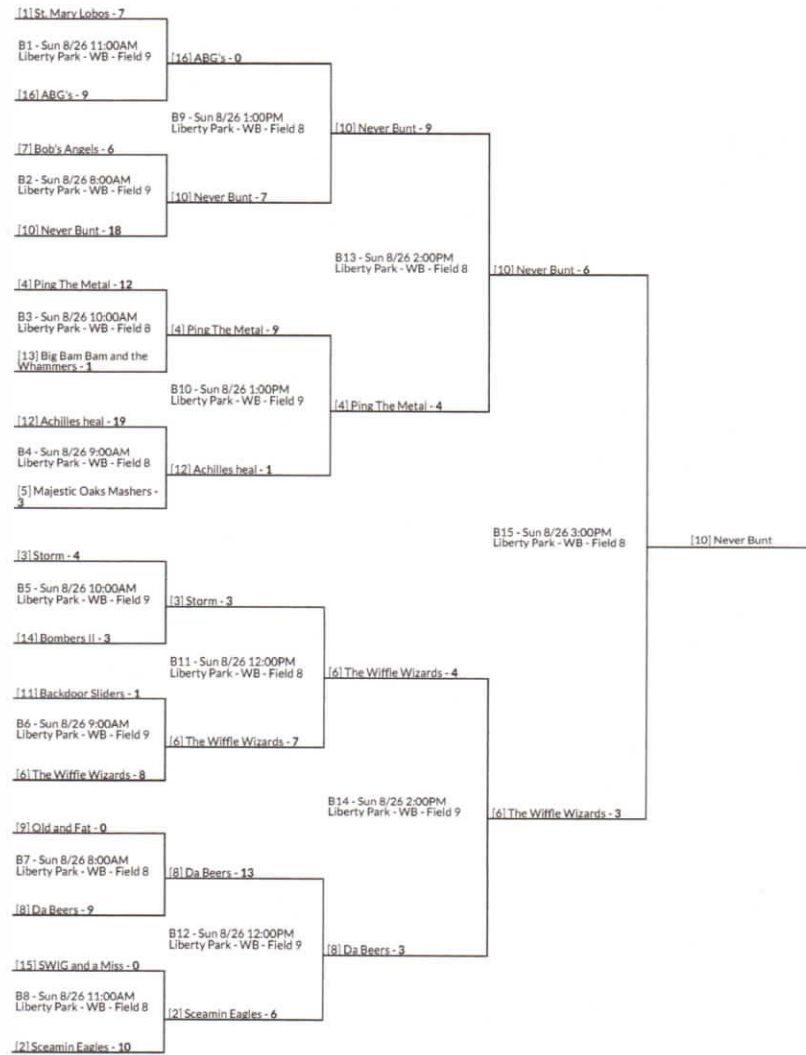 [1] St. Mary Lobos - 7
B1 - Sun 8/26 11:00AM
Liberty Park - WB - Field 9
[16] ABG's - 9
[7] Bob's Angels - 6
B2 - Sun 8/26 8:00AM
Liberty Park - WB - Field 9
[10] Never Bunt - 18
[4] Ping The Metal - 12
B3 - Sun 8/26 10:00AM
Liberty Park - WB - Field 8
[13] Big Bam Bam and the
Whammers - 1
[12] Achilles heal - 19
B4 - Sun 8/26 9:00AM
Liberty Park - WB - Field 8
[5] Majestic Oaks Mashers -
3
[3] Storm - 4
B5 - Sun 8/26 10:00AM
Liberty Park - WB - Field 9
[14] Bombers II - 3
[11] Backdoor Sliders - 1
B6 - Sun 8/26 9:00AM
Liberty Park - WB - Field 9
[6] The Wiffle Wizards - 8
[9] Old and Fat - 0
B7 - Sun 8/26 8:00AM
Liberty Park - WB - Field 8
[8] Da Beers - 9
[15] SWIG and a Miss - 0
B8 - Sun 8/26 11:00AM
Liberty Park - WB - Field 8
[2] Sceamin Eagles - 10
[16] ABG's - 0
B9 - Sun 8/26 1:00PM
Liberty Park - WB - Field 8
[10] Never Bunt - 7
[4] Ping The Metal - 9
B10 - Sun 8/26 1:00PM
Liberty Park - WB - Field 9
[12] Achilles heal - 1
[3] Storm - 3
B11 - Sun 8/26 12:00PM
Liberty Park - WB - Field 8
[6] The Wiffle Wizards - 7
[8] Da Beers - 13
B12 - Sun 8/26 12:00PM
Liberty Park - WB - Field 9
[2] Sceamin Eagles - 6
[10] Never Bunt - 9
B13 - Sun 8/26 2:00PM
Liberty Park - WB - Field 8
[4] Ping The Metal - 4
[6] The Wiffle Wizards - 4
B14 - Sun 8/26 2:00PM
Liberty Park - WB - Field 9
[8] Da Beers - 3
[10] Never Bunt - 6
B15 - Sun 8/26 3:00PM
Liberty Park - WB - Field 8
[6] The Wiffle Wizards - 3
[10] Never Bunt